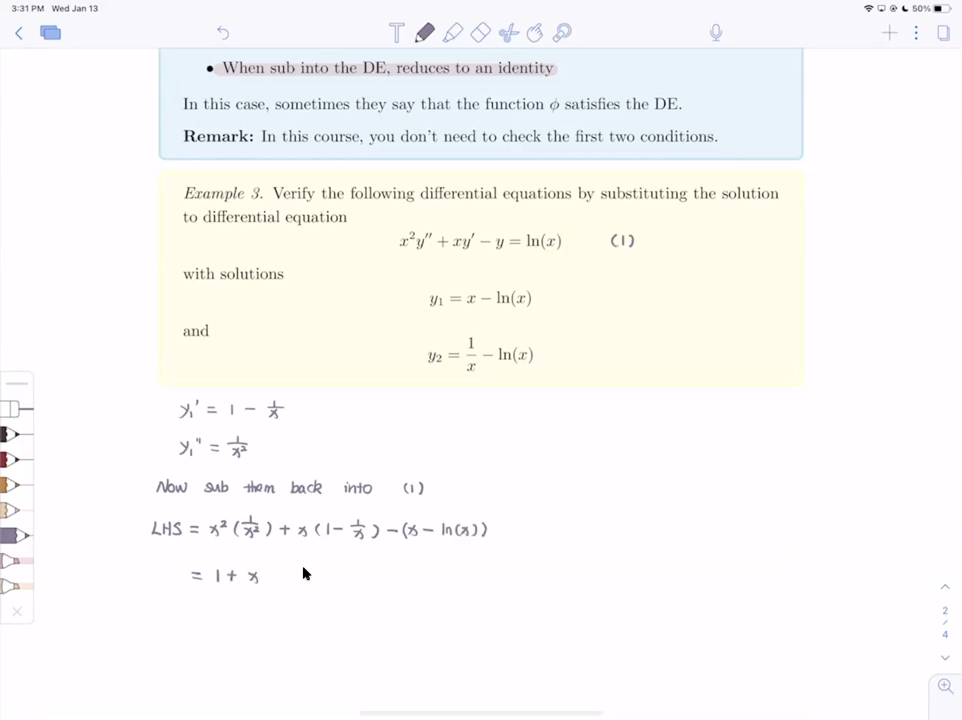 3:31 PM Wed Jan 13
50%
• When sub into the DE, reduces to an identity
In this case, sometimes they say that the function ϕ satisfies the DE.
Remark: In this course, you don't need to check the first two conditions.
Example 3. Verify the following differential equations by substituting the solution
to differential equation
x²y″ + xy′ − y = ln(x) (1)
with solutions
y₁ = x − ln(x)
and
y₂ = 1/x − ln(x)
y₁' = 1 − 1/x
y₁" = 1/x²
Now sub them back into (1)
LHS = x² (1/x²) + x (1 − 1/x) − (x − ln(x))
= 1 + x
2
/
4